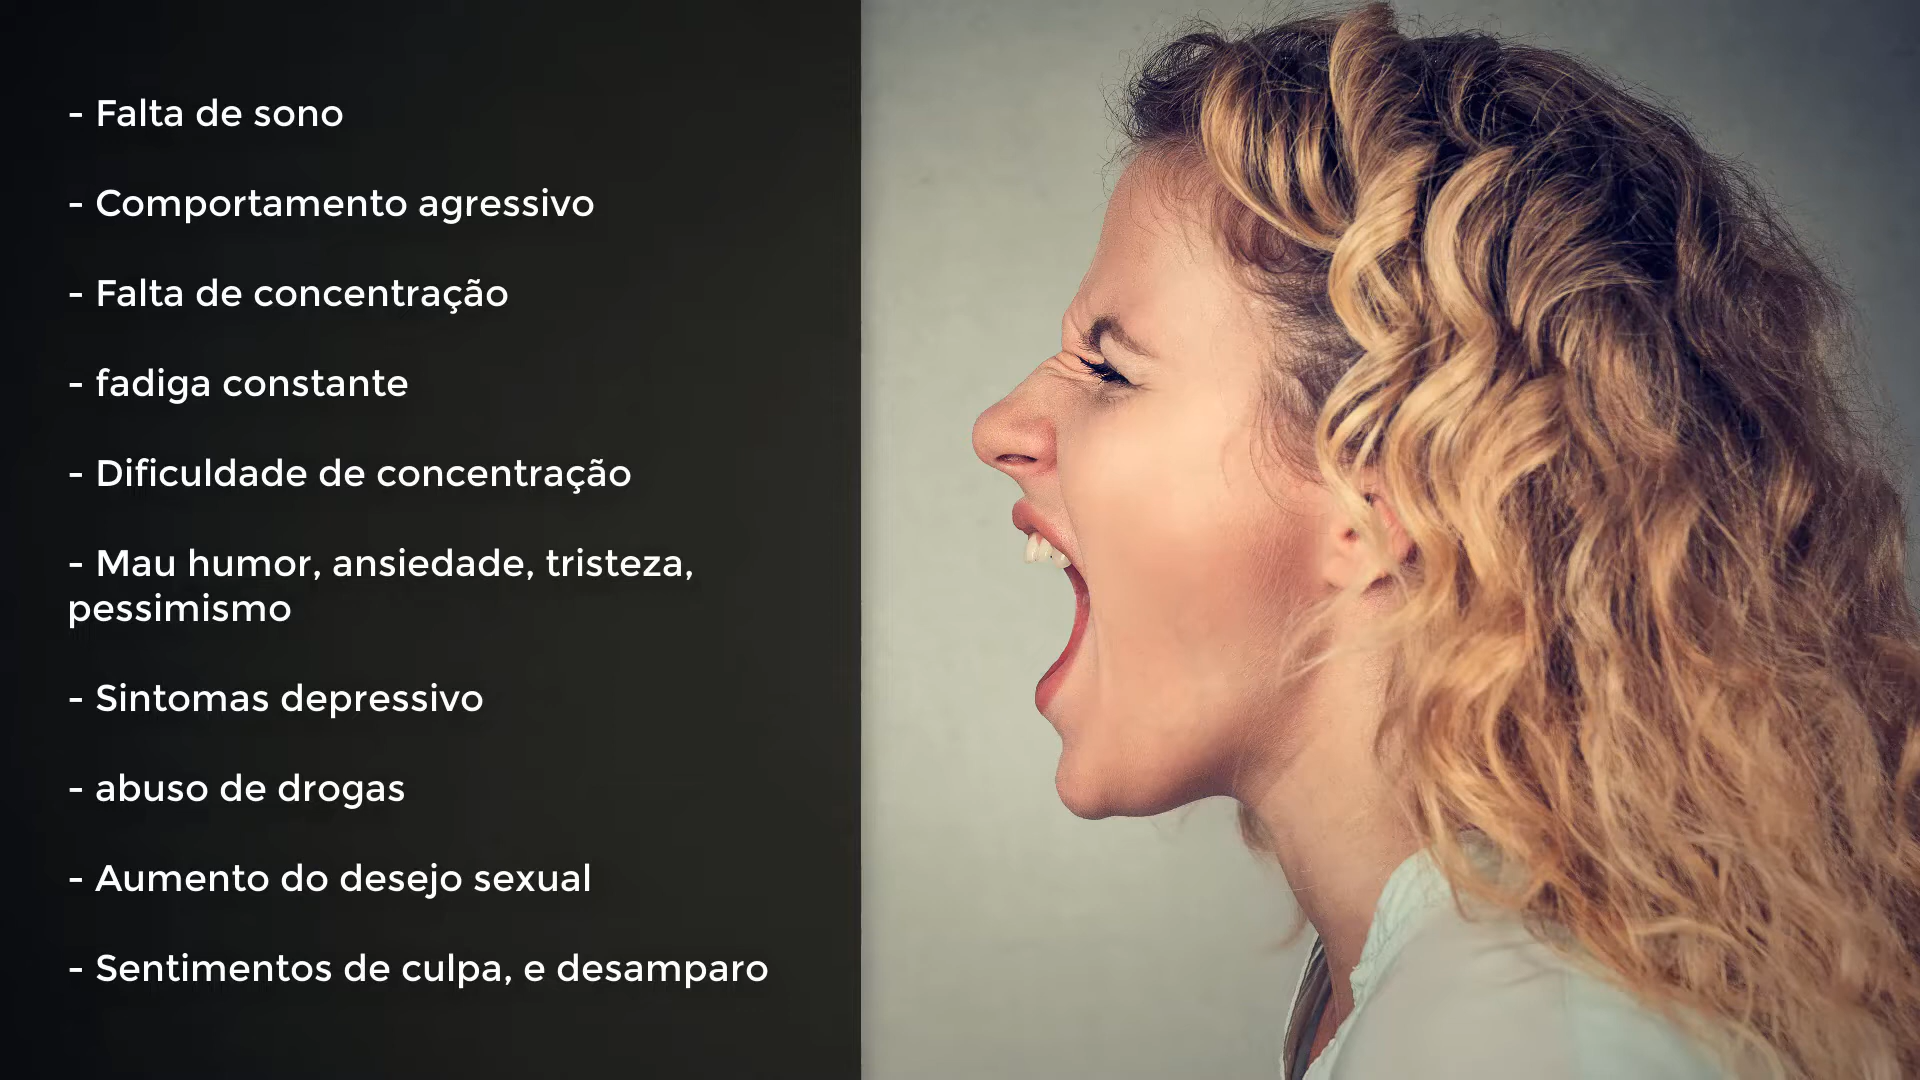 - Falta de sono
- Comportamento agressivo
- Falta de concentração
- fadiga constante
- Dificuldade de concentração
- Mau humor, ansiedade, tristeza,
pessimismo
- Sintomas depressivo
- abuso de drogas
- Aumento do desejo sexual
- Sentimentos de culpa, e desamparo